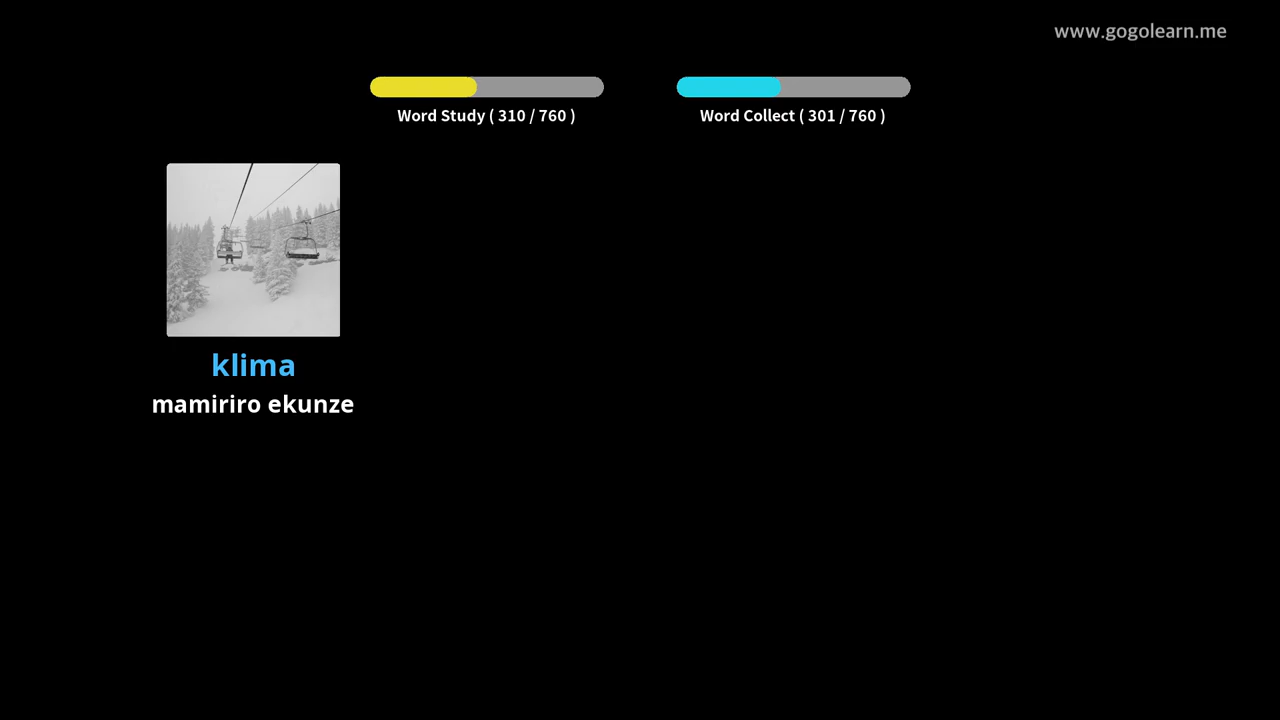 www.gogolearn.me
Word Study ( 310 / 760 )
Word Collect ( 301 / 760 )
klima
mamiriro ekunze